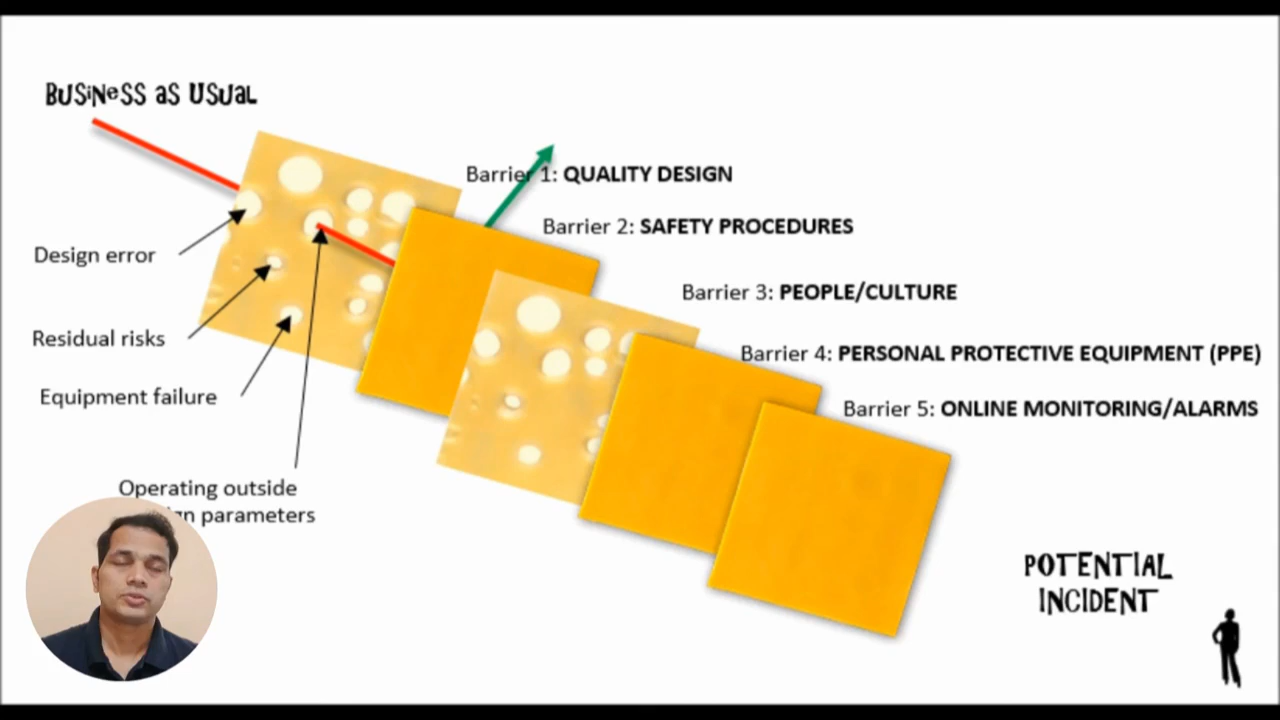 BUSINESS AS USUAL
Barrier 1: QUALITY DESIGN
Barrier 2: SAFETY PROCEDURES
Design error
Barrier 3: PEOPLE/CULTURE
Residual risks
Barrier 4: PERSONAL PROTECTIVE EQUIPMENT (PPE)
Equipment failure
Barrier 5: ONLINE MONITORING/ALARMS
Operating outside
parameters
POTENTIAL
INCIDENT